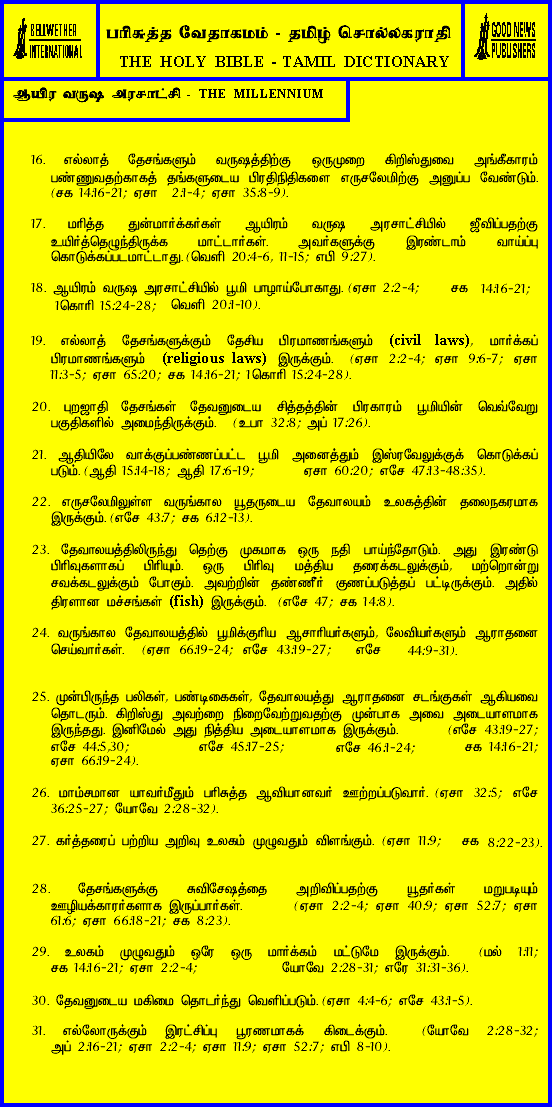 BELLWETHER
INTERNATIONAL
பரிசுத்த வேதாகமம் - தமிழ் சொல்லகராதி
THE HOLY BIBLE - TAMIL DICTIONARY
GOOD NEWS
PUBLISHERS
ஆயிர வருஷ அரசாட்சி - THE MILLENNIUM
16. எல்லாத் தேசங்களும் வருஷத்திற்கு ஒருமுறை கிறிஸ்துவை அங்கீகாரம்
பண்ணுவதற்காகத் தங்களுடைய பிரதிநிதிகளை எருசலேமிற்கு அனுப்ப வேண்டும்.
(சக 14:16-21; ஏசா 2:1-4; ஏசா 35:8-9).
17. மரித்த துன்மார்க்கர்கள் ஆயிரம் வருஷ அரசாட்சியில் ஜீவிப்பதற்கு
உயிர்த்தெழுந்திருக்க மாட்டார்கள். அவர்களுக்கு இரண்டாம் வாய்ப்பு
கொடுக்கப்படமாட்டாது. (வெளி 20:4-6, 11-15; எபி 9:27).
18. ஆயிரம் வருஷ அரசாட்சியில் பூமி பாழாய்போகாது. (ஏசா 2:2-4; சக 14:16-21;
1கொரி 15:24-28; வெளி 20:1-10).
19. எல்லாத் தேசங்களுக்கும் தேசிய பிரமாணங்களும் (civil laws), மார்க்கப்
பிரமாணங்களும் (religious laws) இருக்கும். (ஏசா 2:2-4; ஏசா 9:6-7; ஏசா
11:3-5; ஏசா 65:20; சக 14:16-21; 1கொரி 15:24-28).
20. புறஜாதி தேசங்கள் தேவனுடைய சித்தத்தின் பிரகாரம் பூமியின் வெவ்வேறு
பகுதிகளில் அமைந்திருக்கும். (உபா 32:8; அப் 17:26).
21. ஆதியிலே வாக்குப்பண்ணப்பட்ட பூமி அனைத்தும் இஸ்ரவேலுக்குக் கொடுக்கப்
படும். (ஆதி 15:14-18; ஆதி 17:6-19; ஏசா 60:20; எசே 47:13-48:35).
22. எருசலேமிலுள்ள வருங்கால யூதருடைய தேவாலயம் உலகத்தின் தலைநகரமாக
இருக்கும். (எசே 43:7; சக 6:12-13).
23. தேவாலயத்திலிருந்து தெற்கு முகமாக ஒரு நதி பாய்ந்தோடும். அது இரண்டு
பிரிவுகளாகப் பிரியும். ஒரு பிரிவு மத்திய தரைக்கடலுக்கும், மற்றொன்று
சவக்கடலுக்கும் போகும். அவற்றின் தண்ணீர் குணப்படுத்தப் பட்டிருக்கும். அதில்
திரளான மச்சங்கள் (fish) இருக்கும். (எசே 47; சக 14:8).
24. வருங்கால தேவாலயத்தில் பூமிக்குரிய ஆசாரியர்களும், லேவியர்களும் ஆராதனை
செய்வார்கள். (ஏசா 66:19-24; எசே 43:19-27; எசே 44:9-31).
25. முன்பிருந்த பலிகள், பண்டிகைகள், தேவாலயத்து ஆராதனை சடங்குகள் ஆகியவை
தொடரும். கிறிஸ்து அவற்றை நிறைவேற்றுவதற்கு முன்பாக அவை அடையாளமாக
இருந்தது. இனிமேல் அது நித்திய அடையாளமாக இருக்கும். (எசே 43:19-27;
எசே 44:5,30; எசே 45:17-25; எசே 46:1-24; சக 14:16-21;
ஏசா 66:19-24).
26. மாம்சமான யாவர்மீதும் பரிசுத்த ஆவியானவர் ஊற்றப்படுவார். (ஏசா 32:5; எசே
36:25-27; யோவே 2:28-32).
27. கர்த்தரைப் பற்றிய அறிவு உலகம் முழுவதும் விளங்கும். (ஏசா 11:9; சக 8:22-23).
28. தேசங்களுக்கு சுவிசேஷத்தை அறிவிப்பதற்கு யூதர்கள் மறுபடியும்
ஊழியக்காரர்களாக இருப்பார்கள். (ஏசா 2:2-4; ஏசா 40:9; ஏசா 52:7; ஏசா
61:6; ஏசா 66:18-21; சக 8:23).
29. உலகம் முழுவதும் ஒரே ஒரு மார்க்கம் மட்டுமே இருக்கும். (மல் 1:11;
சக 14:16-21; ஏசா 2:2-4; யோவே 2:28-31; எரே 31:31-36).
30. தேவனுடைய மகிமை தொடர்ந்து வெளிப்படும். (ஏசா 4:4-6; எசே 43:1-5).
31. எல்லோருக்கும் இரட்சிப்பு பூரணமாகக் கிடைக்கும். (யோவே 2:28-32;
அப் 2:16-21; ஏசா 2:2-4; ஏசா 11:9; ஏசா 52:7; எபி 8-10).